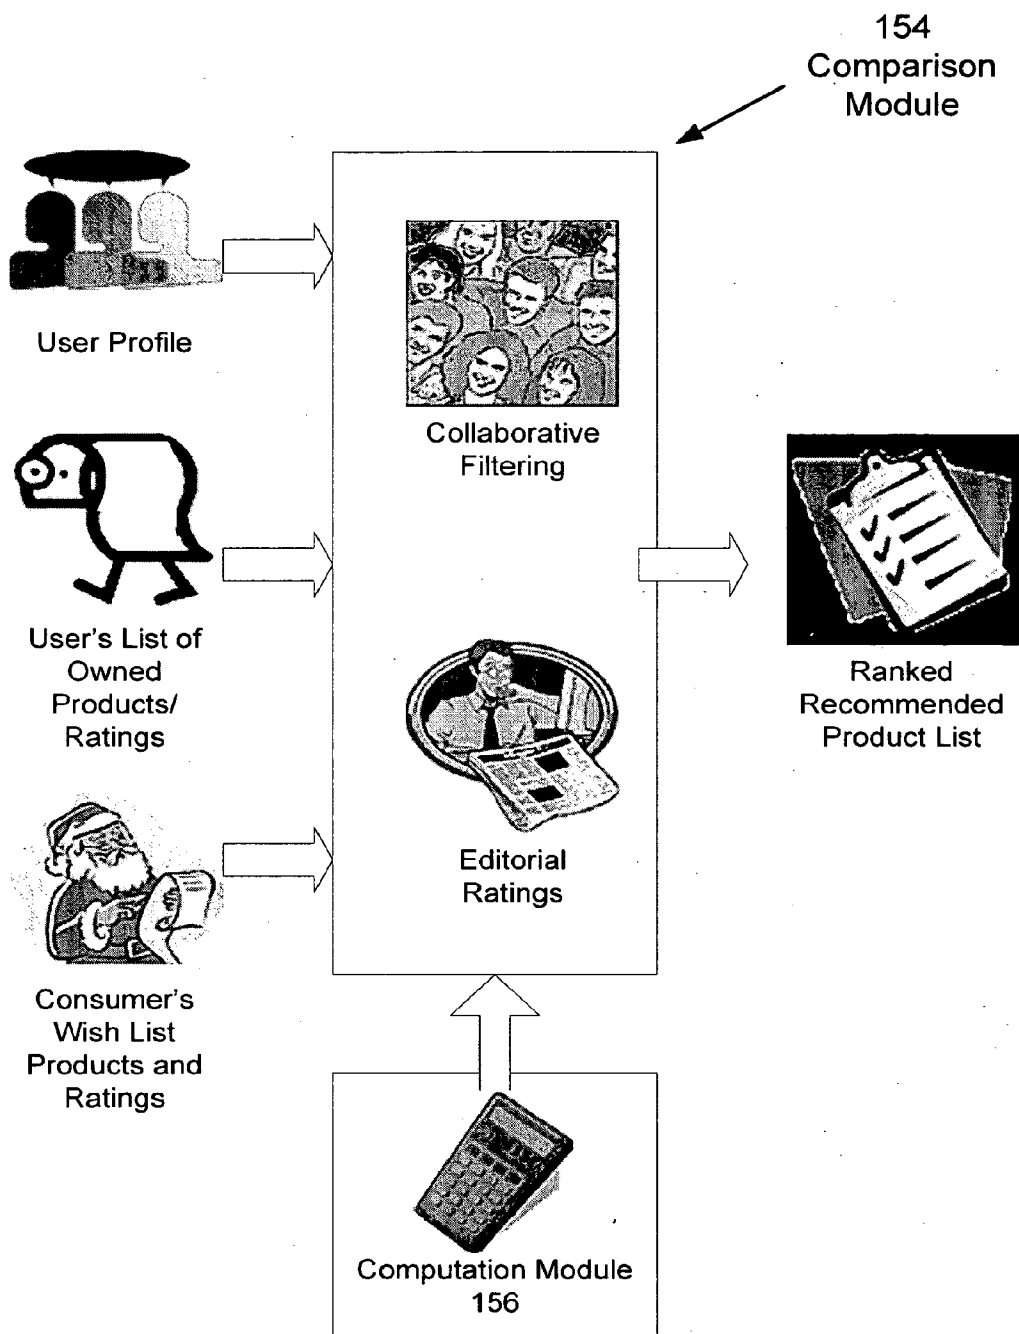 154
Comparison
Module
User Profile
Collaborative
Filtering
User's List of
Owned
Products/
Ratings
Ranked
Recommended
Product List
Editorial
Ratings
Consumer's
Wish List
Products and
Ratings
Computation Module
156